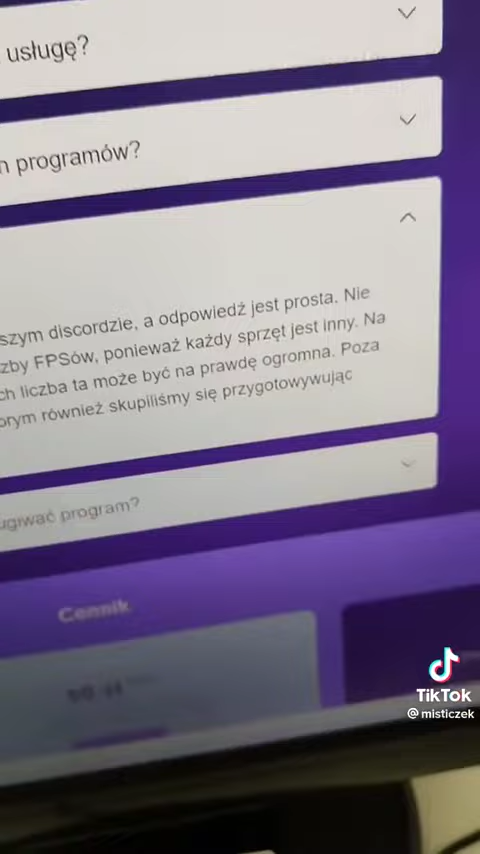 usługę?
programów?
szym discordzie, a odpowiedź jest prosta. Nie
zby FPSów, ponieważ każdy sprzęt jest inny. Na
ch liczba ta może być na prawdę ogromna. Poza
órym również skupiliśmy się przygotowywując
ugiwać program?
Cennik
TikTok
@misticzek